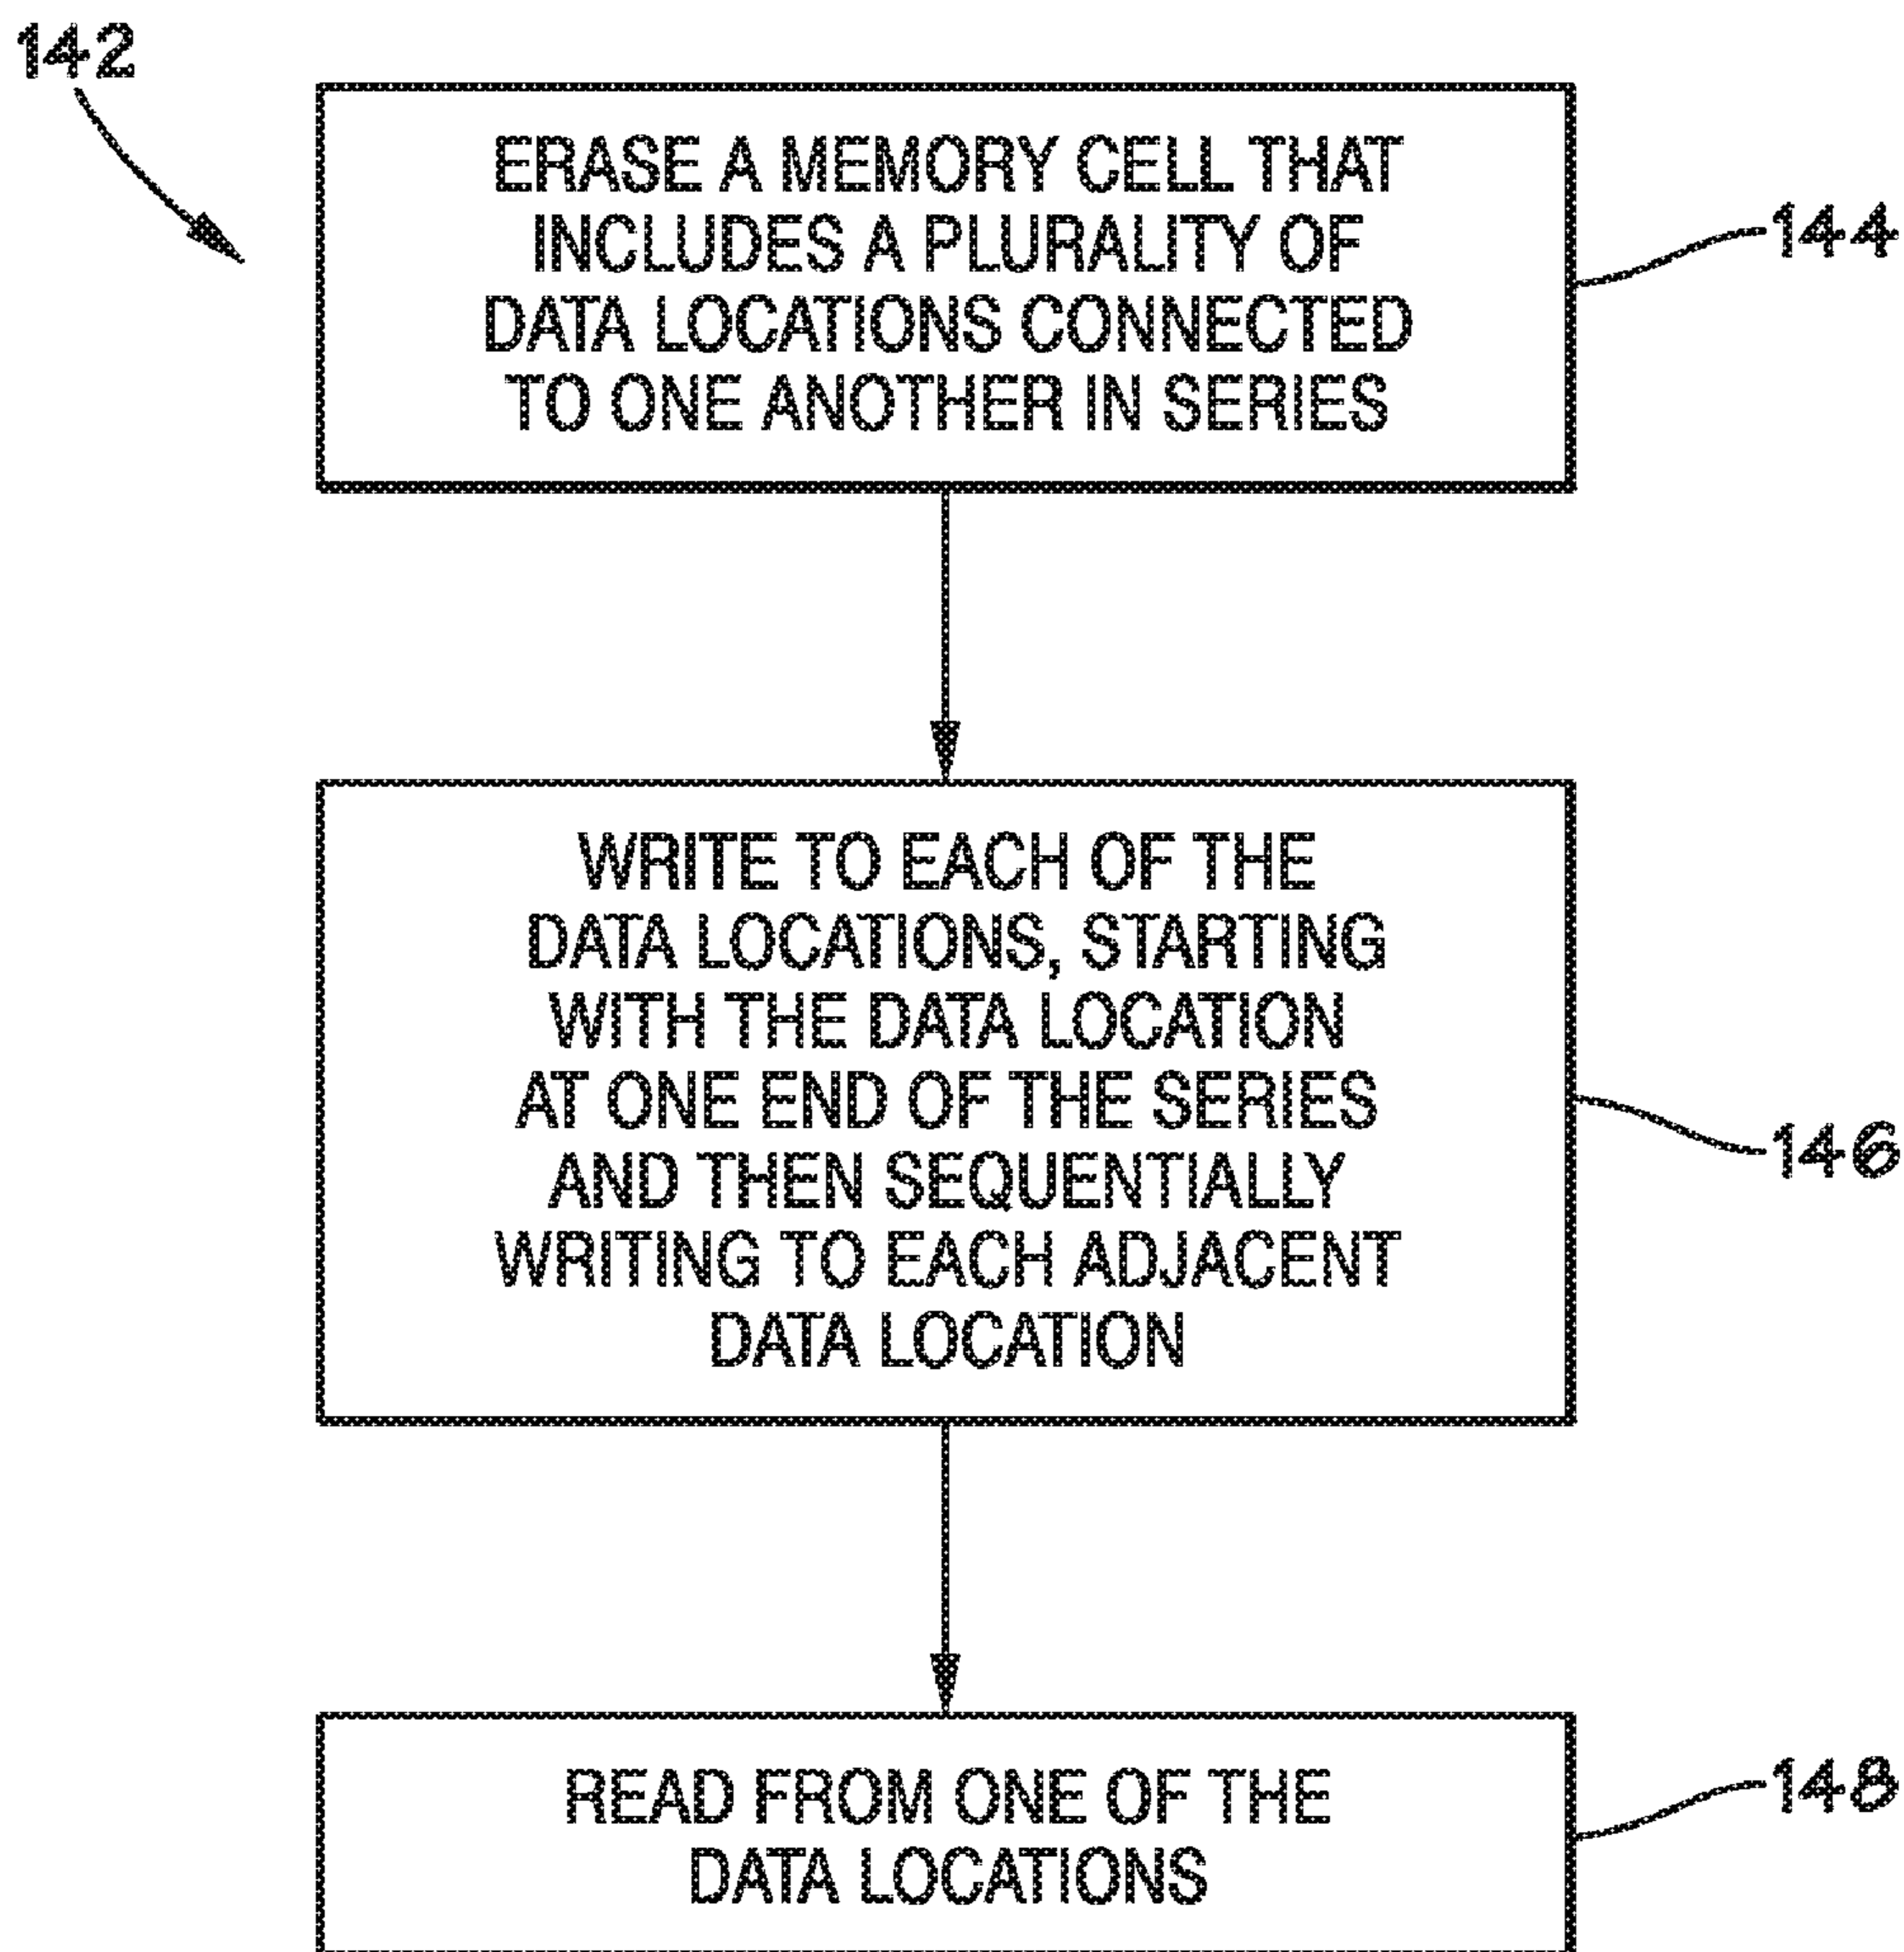 142
ERASE A MEMORY CELL THAT
INCLUDES A PLURALITY OF
DATA LOCATIONS CONNECTED
TO ONE ANOTHER IN SERIES
144
WRITE TO EACH OF THE
DATA LOCATIONS, STARTING
WITH THE DATA LOCATION
AT ONE END OF THE SERIES
AND THEN SEQUENTIALLY
WRITING TO EACH ADJACENT
DATA LOCATION
146
READ FROM ONE OF THE
DATA LOCATIONS
148